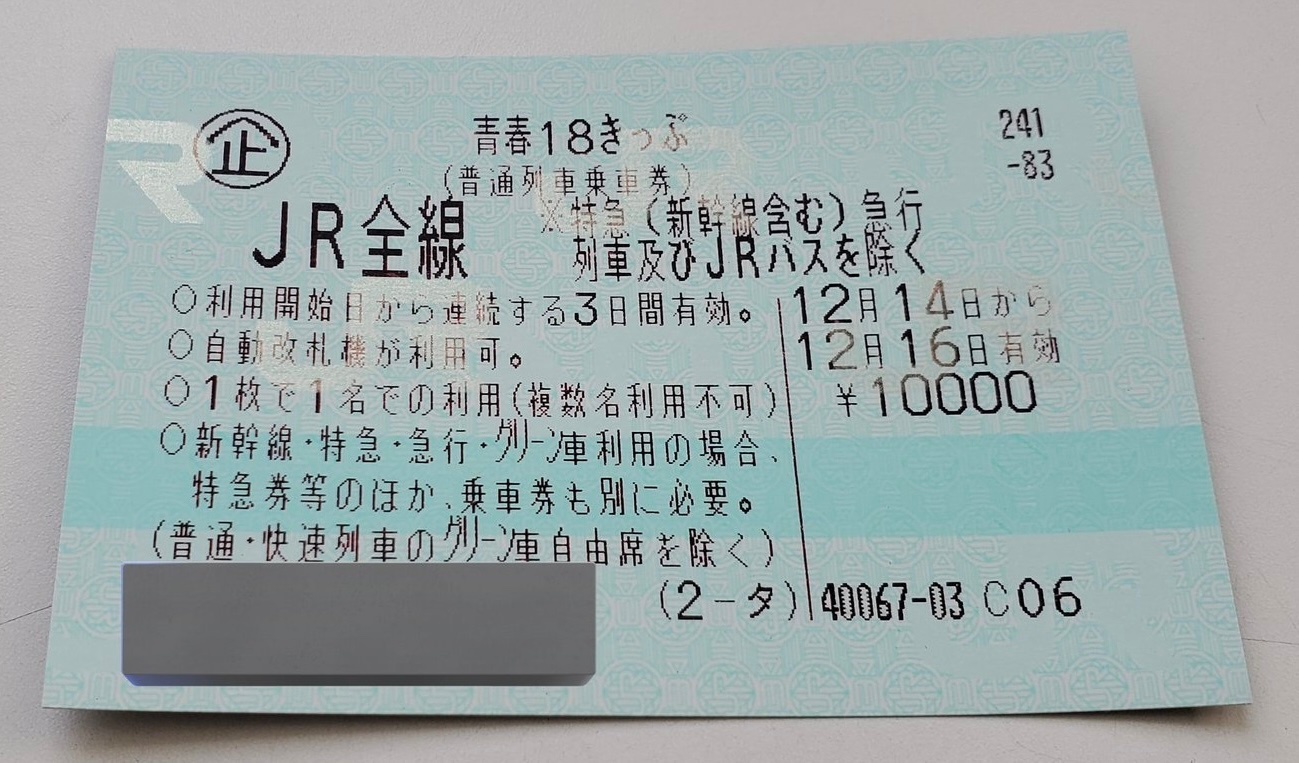 企 青春18きっぷ 241
(普通列車乗車券) -83
JR全線 ※特急(新幹線含む)急行
列車及びJRバスを除く
○利用開始日から連続する3日間有効。 12月14日から
○自動改札機が利用可。 12月16日有効
○1枚で1名での利用(複数名利用不可) ¥10000
○新幹線・特急・急行・グリーン車利用の場合、
特急券等のほか、乗車券も別に必要。
(普通・快速列車のグリーン車自由席を除く)
(2-タ) 40067-03 C06